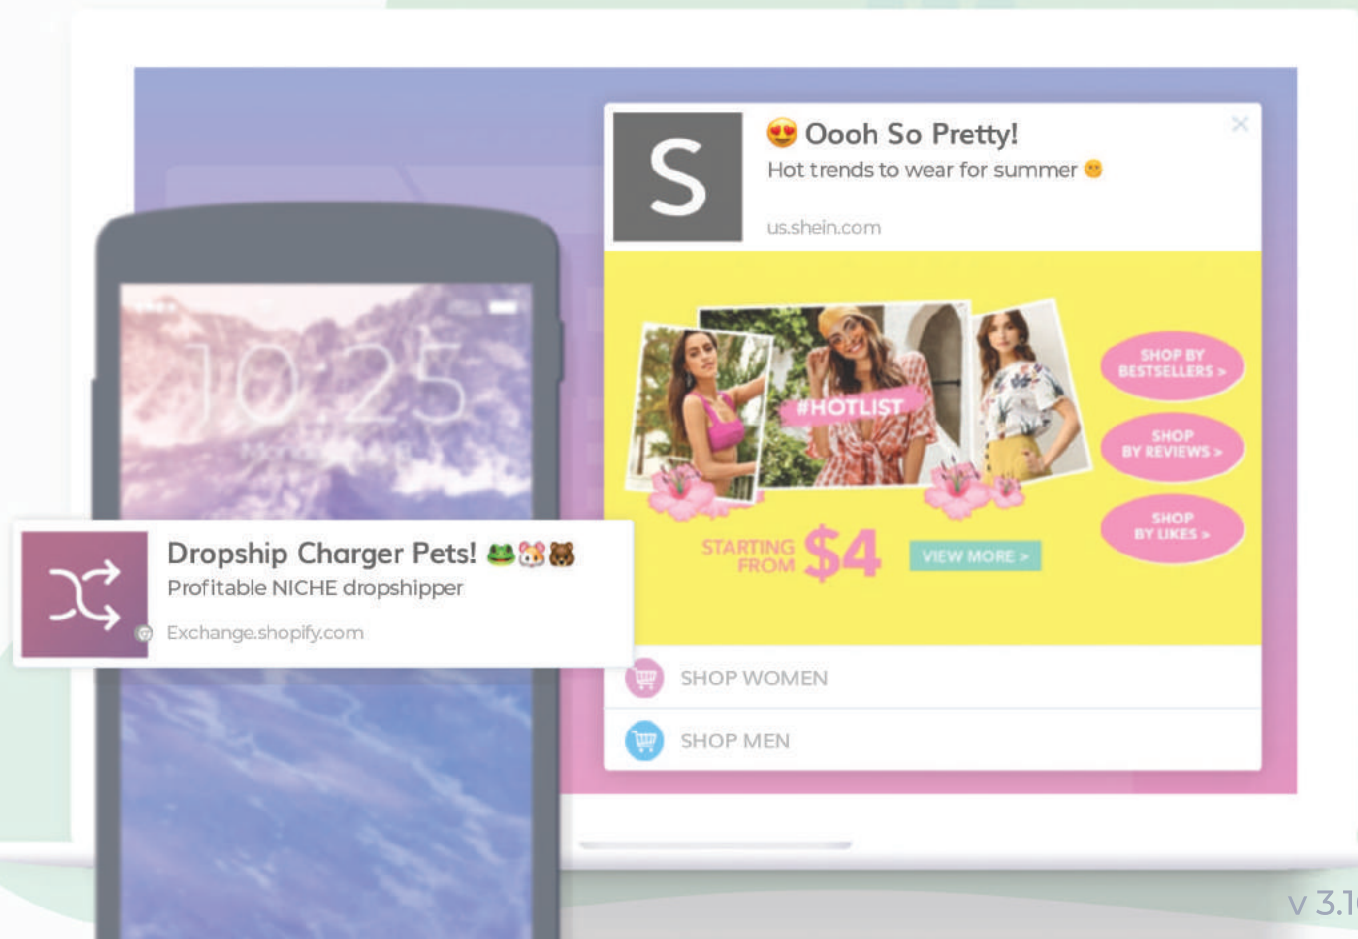 S
😍 Oooh So Pretty!
Hot trends to wear for summer 🌞
us.shein.com
10:25
#HOTLIST
SHOP BY
BESTSELLERS >
SHOP
BY REVIEWS >
SHOP
BY LIKES >
STARTING
FROM $4
VIEW MORE >
Dropship Charger Pets! 🐸🐹🐻
Profitable NICHE dropshipper
Exchange.shopify.com
SHOP WOMEN
SHOP MEN